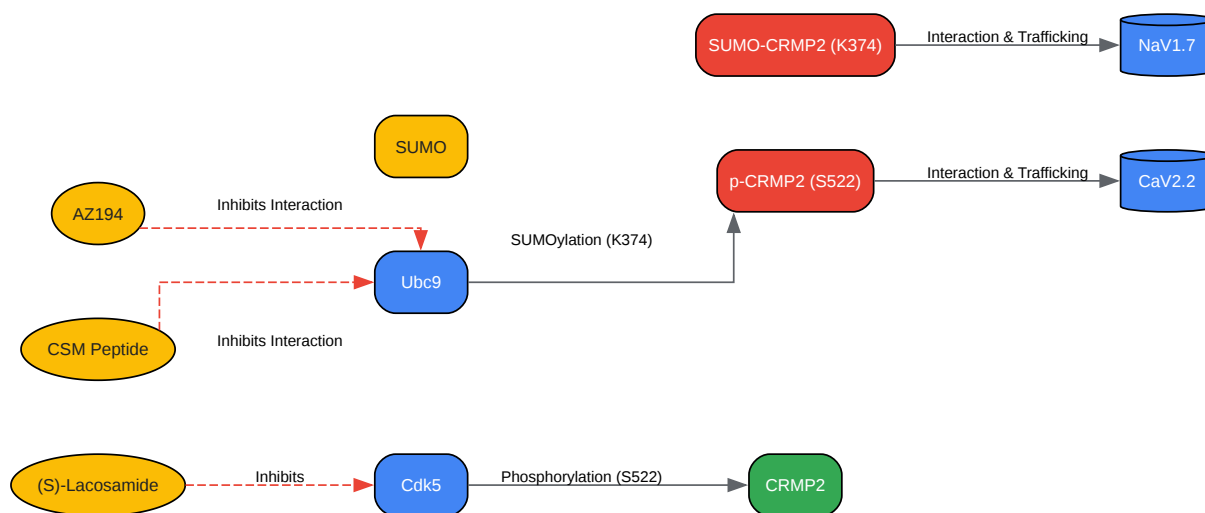 SUMO-CRMP2 (K374)
Interaction & Trafficking
NaV1.7
SUMO
p-CRMP2 (S522)
Interaction & Trafficking
CaV2.2
AZ194
Inhibits Interaction
SUMOylation (K374)
Ubc9
CSM Peptide
Inhibits Interaction
(S)-Lacosamide
Inhibits
Cdk5
Phosphorylation (S522)
CRMP2